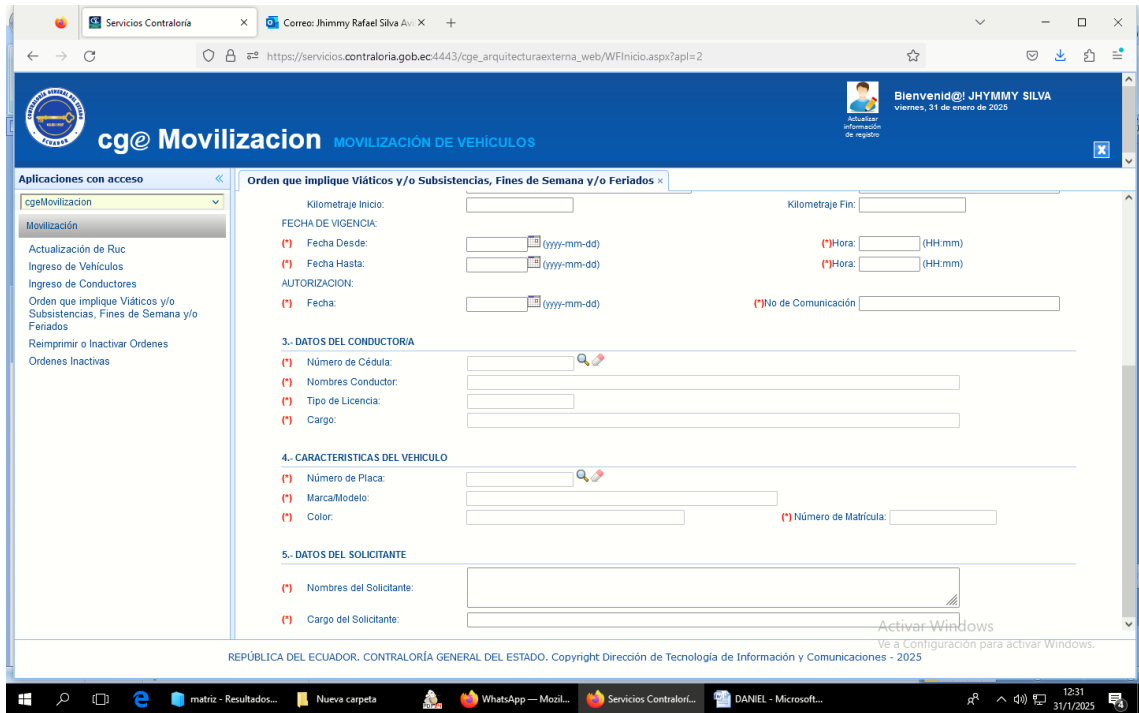 Servicios Contraloría
Correo: Jhimmy Rafael Silva Avi
https://servicios.contraloria.gob.ec:4443/cge_arquitecturaexterna_web/WFInicio.aspx?apl=2
CONTRALORÍA GENERAL DEL ESTADO
ECUADOR
cg@ Movilizacion MOVILIZACIÓN DE VEHÍCULOS
Actualizar
información
de registro
Bienvenid@! JHYMMY SILVA
viernes, 31 de enero de 2025
Aplicaciones con acceso
cgeMovilizacion
Movilización
Actualización de Ruc
Ingreso de Vehículos
Ingreso de Conductores
Orden que implique Viáticos y/o
Subsistencias, Fines de Semana y/o
Feriados
Reimprimir o Inactivar Ordenes
Ordenes Inactivas
Orden que implique Viáticos y/o Subsistencias, Fines de Semana y/o Feriados ×
Kilometraje Inicio: Kilometraje Fin:
FECHA DE VIGENCIA:
(*) Fecha Desde: (yyyy-mm-dd) (*)Hora: (HH:mm)
(*) Fecha Hasta: (yyyy-mm-dd) (*)Hora: (HH:mm)
AUTORIZACION:
(*) Fecha: (yyyy-mm-dd) (*)No de Comunicación
3.- DATOS DEL CONDUCTOR/A
(*) Número de Cédula:
(*) Nombres Conductor:
(*) Tipo de Licencia:
(*) Cargo:
4.- CARACTERISTICAS DEL VEHICULO
(*) Número de Placa:
(*) Marca/Modelo:
(*) Color: (*) Número de Matrícula:
5.- DATOS DEL SOLICITANTE
(*) Nombres del Solicitante:
(*) Cargo del Solicitante:
Activar Windows
Ve a Configuración para activar Windows.
REPÚBLICA DEL ECUADOR. CONTRALORÍA GENERAL DEL ESTADO. Copyright Dirección de Tecnología de Información y Comunicaciones - 2025
matriz - Resultados...
Nueva carpeta
WhatsApp — Mozil...
Servicios Contralorí...
DANIEL - Microsoft...
12:31
31/1/2025
4